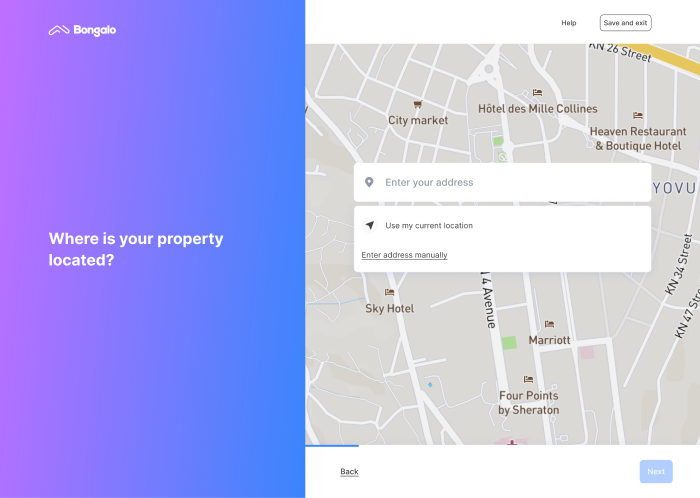 Bongalo
Help
Save and exit
KN 26 Street
Hôtel des Mille Collines
City market
Heaven Restaurant
& Boutique Hotel
Enter your address
YOVU
Where is your property
located?
Use my current location
Enter address manually
KN 34 Street
KN 47 Str
N 4 Avenue
Sky Hotel
Marriott
Four Points
by Sheraton
Back
Next